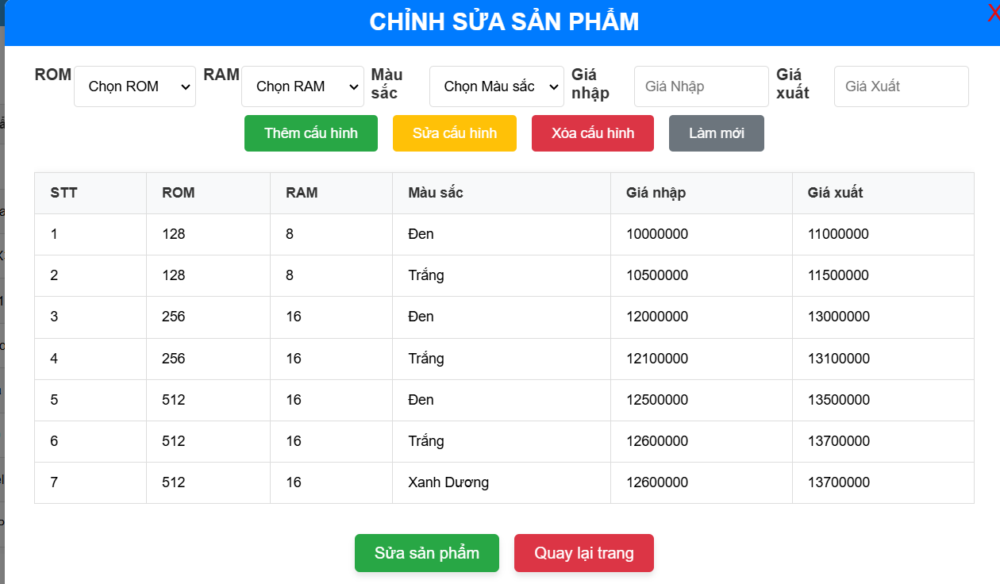 CHỈNH SỬA SẢN PHẨM
X
ROM Chọn ROM RAM Chọn RAM Màu sắc Chọn Màu sắc Giá nhập Giá Nhập Giá xuất Giá Xuất
Thêm cấu hình Sửa cấu hình Xóa cấu hình Làm mới
STT ROM RAM Màu sắc Giá nhập Giá xuất
1 128 8 Đen 10000000 11000000
2 128 8 Trắng 10500000 11500000
3 256 16 Đen 12000000 13000000
4 256 16 Trắng 12100000 13100000
5 512 16 Đen 12500000 13500000
6 512 16 Trắng 12600000 13700000
7 512 16 Xanh Dương 12600000 13700000
Sửa sản phẩm Quay lại trang